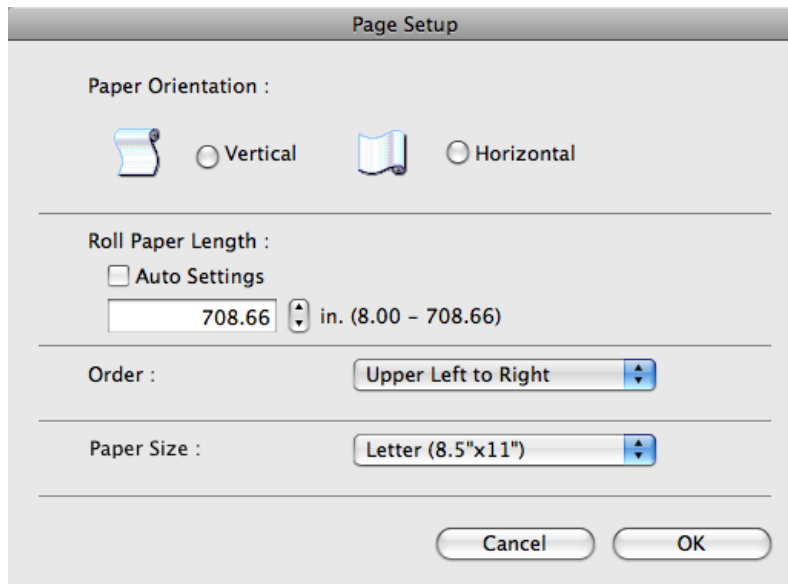 Page Setup
Paper Orientation :
Vertical Horizontal
Roll Paper Length :
Auto Settings
708.66 in. (8.00 – 708.66)
Order : Upper Left to Right
Paper Size : Letter (8.5"x11")
Cancel OK